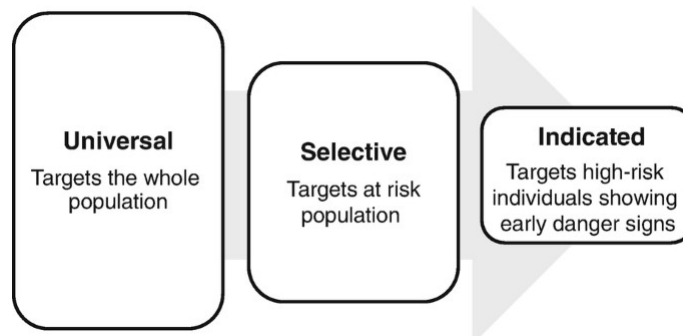 Universal
Targets the whole
population
Selective
Targets at risk
population
Indicated
Targets high-risk
individuals showing
early danger signs